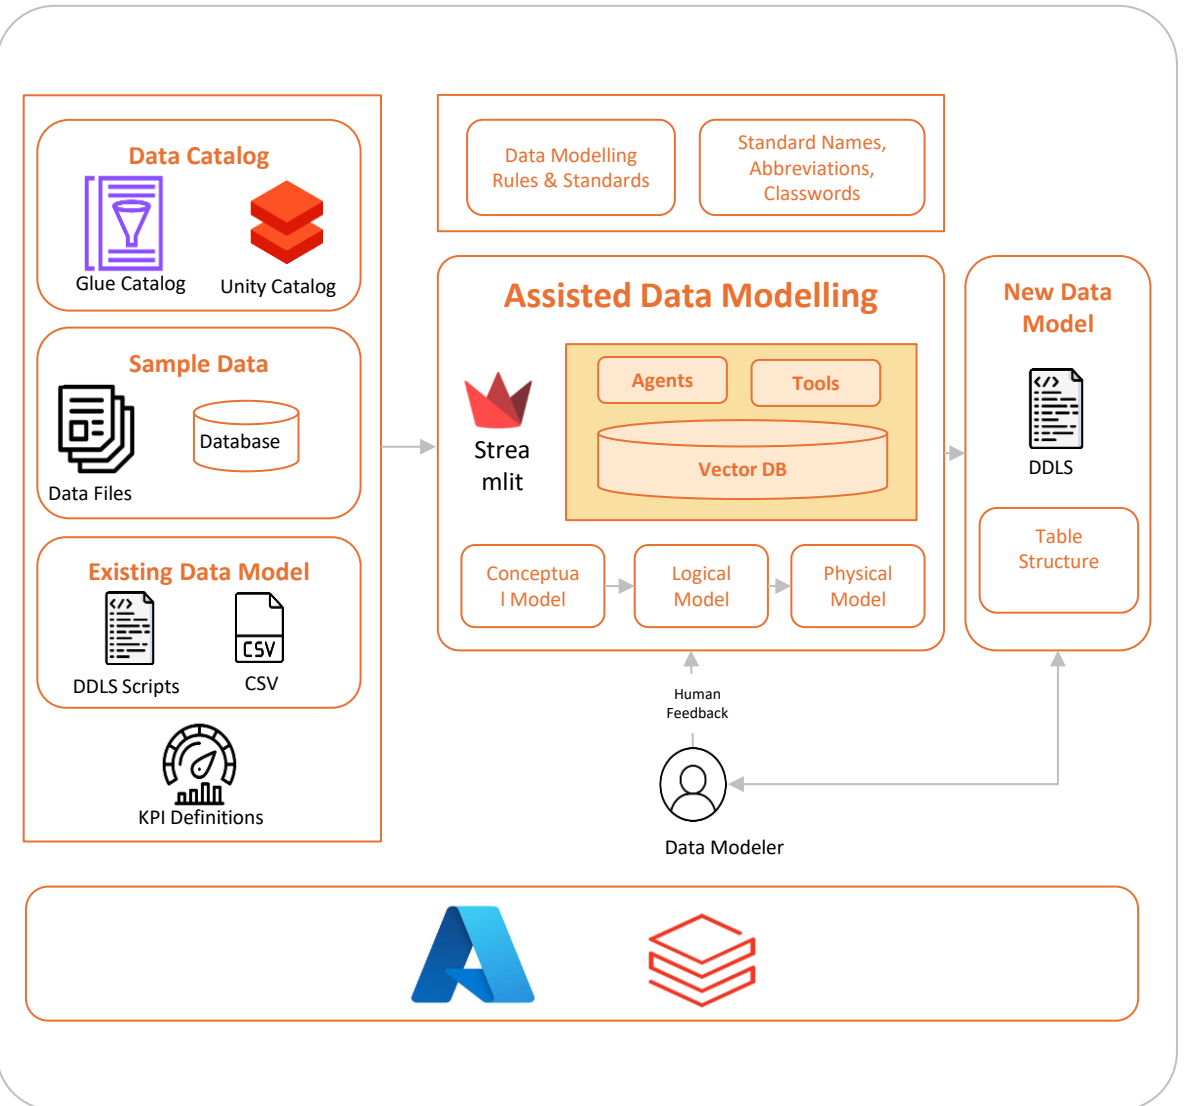 Data Catalog
Glue Catalog
Unity Catalog
Sample Data
Data Files
Database
Existing Data Model
</>
DDLS Scripts
CSV
CSV
KPI Definitions
Data Modelling
Rules & Standards
Standard Names,
Abbreviations,
Classwords
Assisted Data Modelling
Strea
mlit
Agents
Tools
Vector DB
Conceptua
l Model
Logical
Model
Physical
Model
New Data
Model
</>
DDLS
Table
Structure
Human
Feedback
Data Modeler